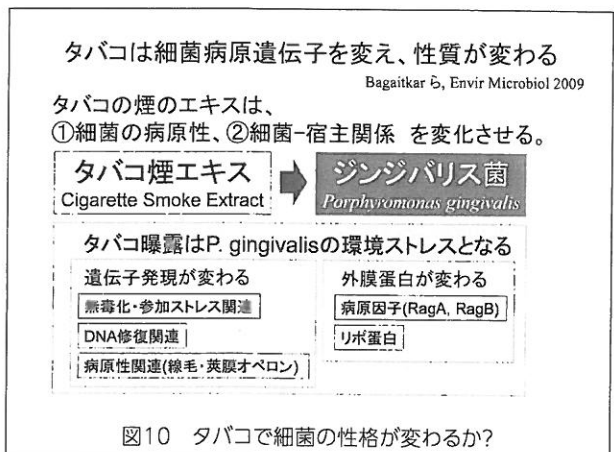 タバコは細菌病原遺伝子を変え、性質が変わる
Bagaitkar ら, Envir Microbiol 2009
タバコの煙のエキスは、
①細菌の病原性、②細菌-宿主関係 を変化させる。
タバコ煙エキス
Cigarette Smoke Extract
ジンジバリス菌
Porphyromonas gingivalis
タバコ曝露はP. gingivalisの環境ストレスとなる
遺伝子発現が変わる
無毒化・参加ストレス関連
DNA修復関連
病原性関連(線毛・莢膜オペロン)
外膜蛋白が変わる
病原因子(RagA, RagB)
リポ蛋白
図10 タバコで細菌の性格が変わるか?